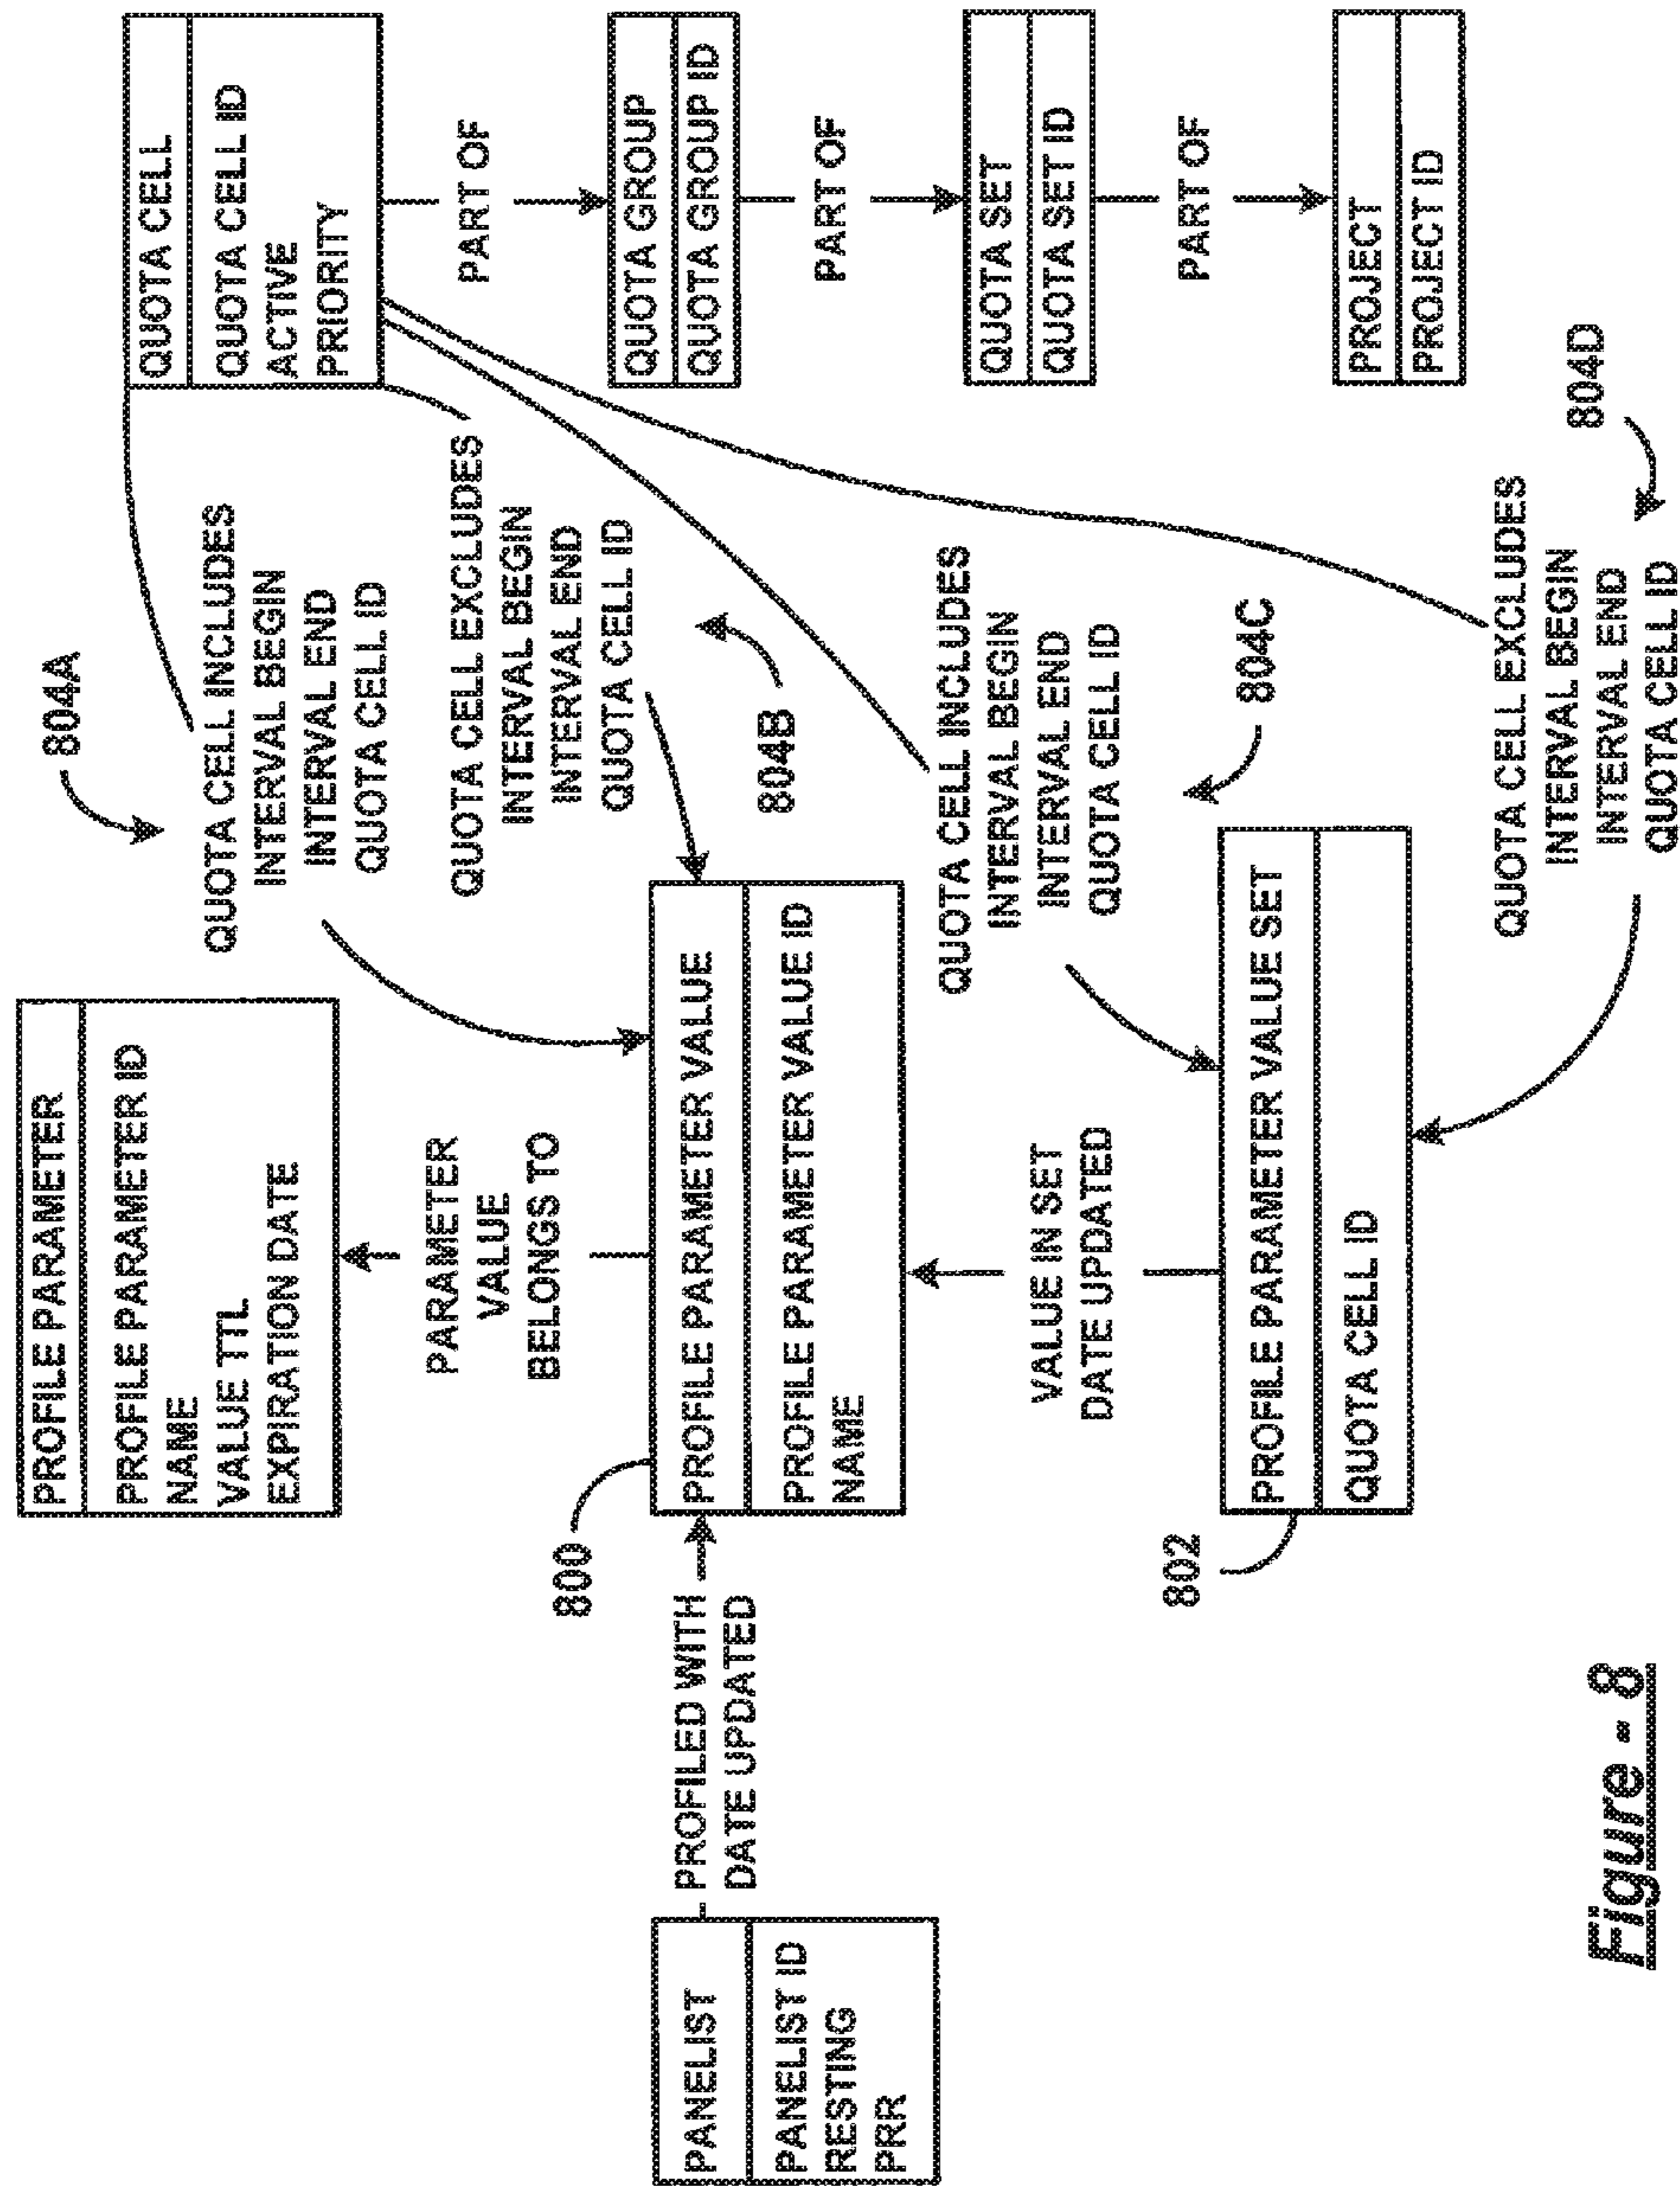 804A
PROFILE PARAMETER
PROFILE PARAMETER ID
NAME
VALUE TTL
EXPIRATION DATE
QUOTA CELL INCLUDES
INTERVAL BEGIN
INTERVAL END
QUOTA CELL ID
QUOTA CELL
QUOTA CELL ID
ACTIVE
PRIORITY
PARAMETER
VALUE
BELONGS TO
QUOTA CELL EXCLUDES
INTERVAL BEGIN
INTERVAL END
QUOTA CELL ID
PART OF
800
804B
PANELIST
PANELIST ID
RESTING
PRR
PROFILED WITH
DATE UPDATED
PROFILE PARAMETER VALUE
PROFILE PARAMETER VALUE ID
NAME
QUOTA GROUP
QUOTA GROUP ID
PART OF
VALUE IN SET
DATE UPDATED
QUOTA CELL INCLUDES
INTERVAL BEGIN
INTERVAL END
QUOTA CELL ID
QUOTA SET
QUOTA SET ID
802
804C
PART OF
PROFILE PARAMETER VALUE SET
QUOTA CELL ID
PROJECT
PROJECT ID
QUOTA CELL EXCLUDES
INTERVAL BEGIN
INTERVAL END
QUOTA CELL ID
804D
Figure - 8